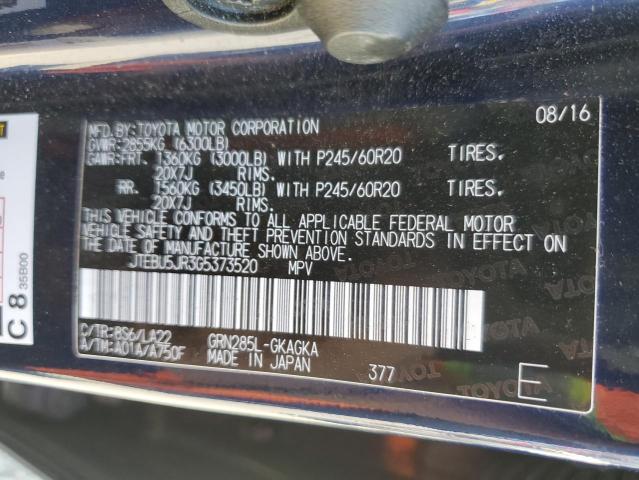 08/16
MFD.BY:TOYOTA MOTOR CORPORATION
GVWR:2855KG (6300LB)
GAWR:FRT. 1360KG (3000LB) WITH P245/60R20 TIRES,
20X7J RIMS.
RR. 1560KG (3450LB) WITH P245/60R20 TIRES,
20X7J RIMS.
THIS VEHICLE CONFORMS TO ALL APPLICABLE FEDERAL MOTOR
VEHICLE SAFETY AND THEFT PREVENTION STANDARDS IN EFFECT ON
THE DATE OF MANUFACTURE SHOWN ABOVE.
JTEBU5JR3G5373520 MPV
C/TR:8S6/LA22 GRN285L-GKAGKA
A/TM:A01A/A750F MADE IN JAPAN 377 E
TOYOTA
C 8 35B00